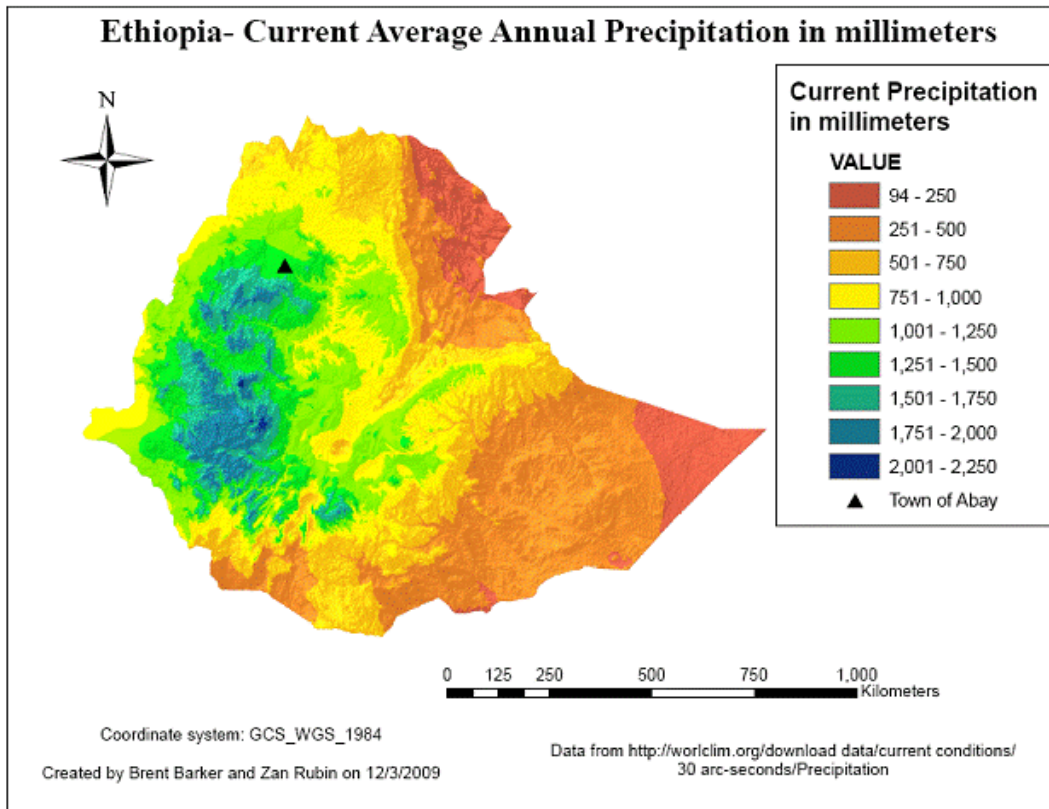 Ethiopia- Current Average Annual Precipitation in millimeters
N
Current Precipitation
in millimeters
VALUE
94 - 250
251 - 500
501 - 750
751 - 1,000
1,001 - 1,250
1,251 - 1,500
1,501 - 1,750
1,751 - 2,000
2,001 - 2,250
Town of Abay
0 125 250 500 750 1,000
Kilometers
Coordinate system: GCS_WGS_1984
Created by Brent Barker and Zan Rubin on 12/3/2009
Data from http://worlclim.org/download data/current conditions/
30 arc-seconds/Precipitation